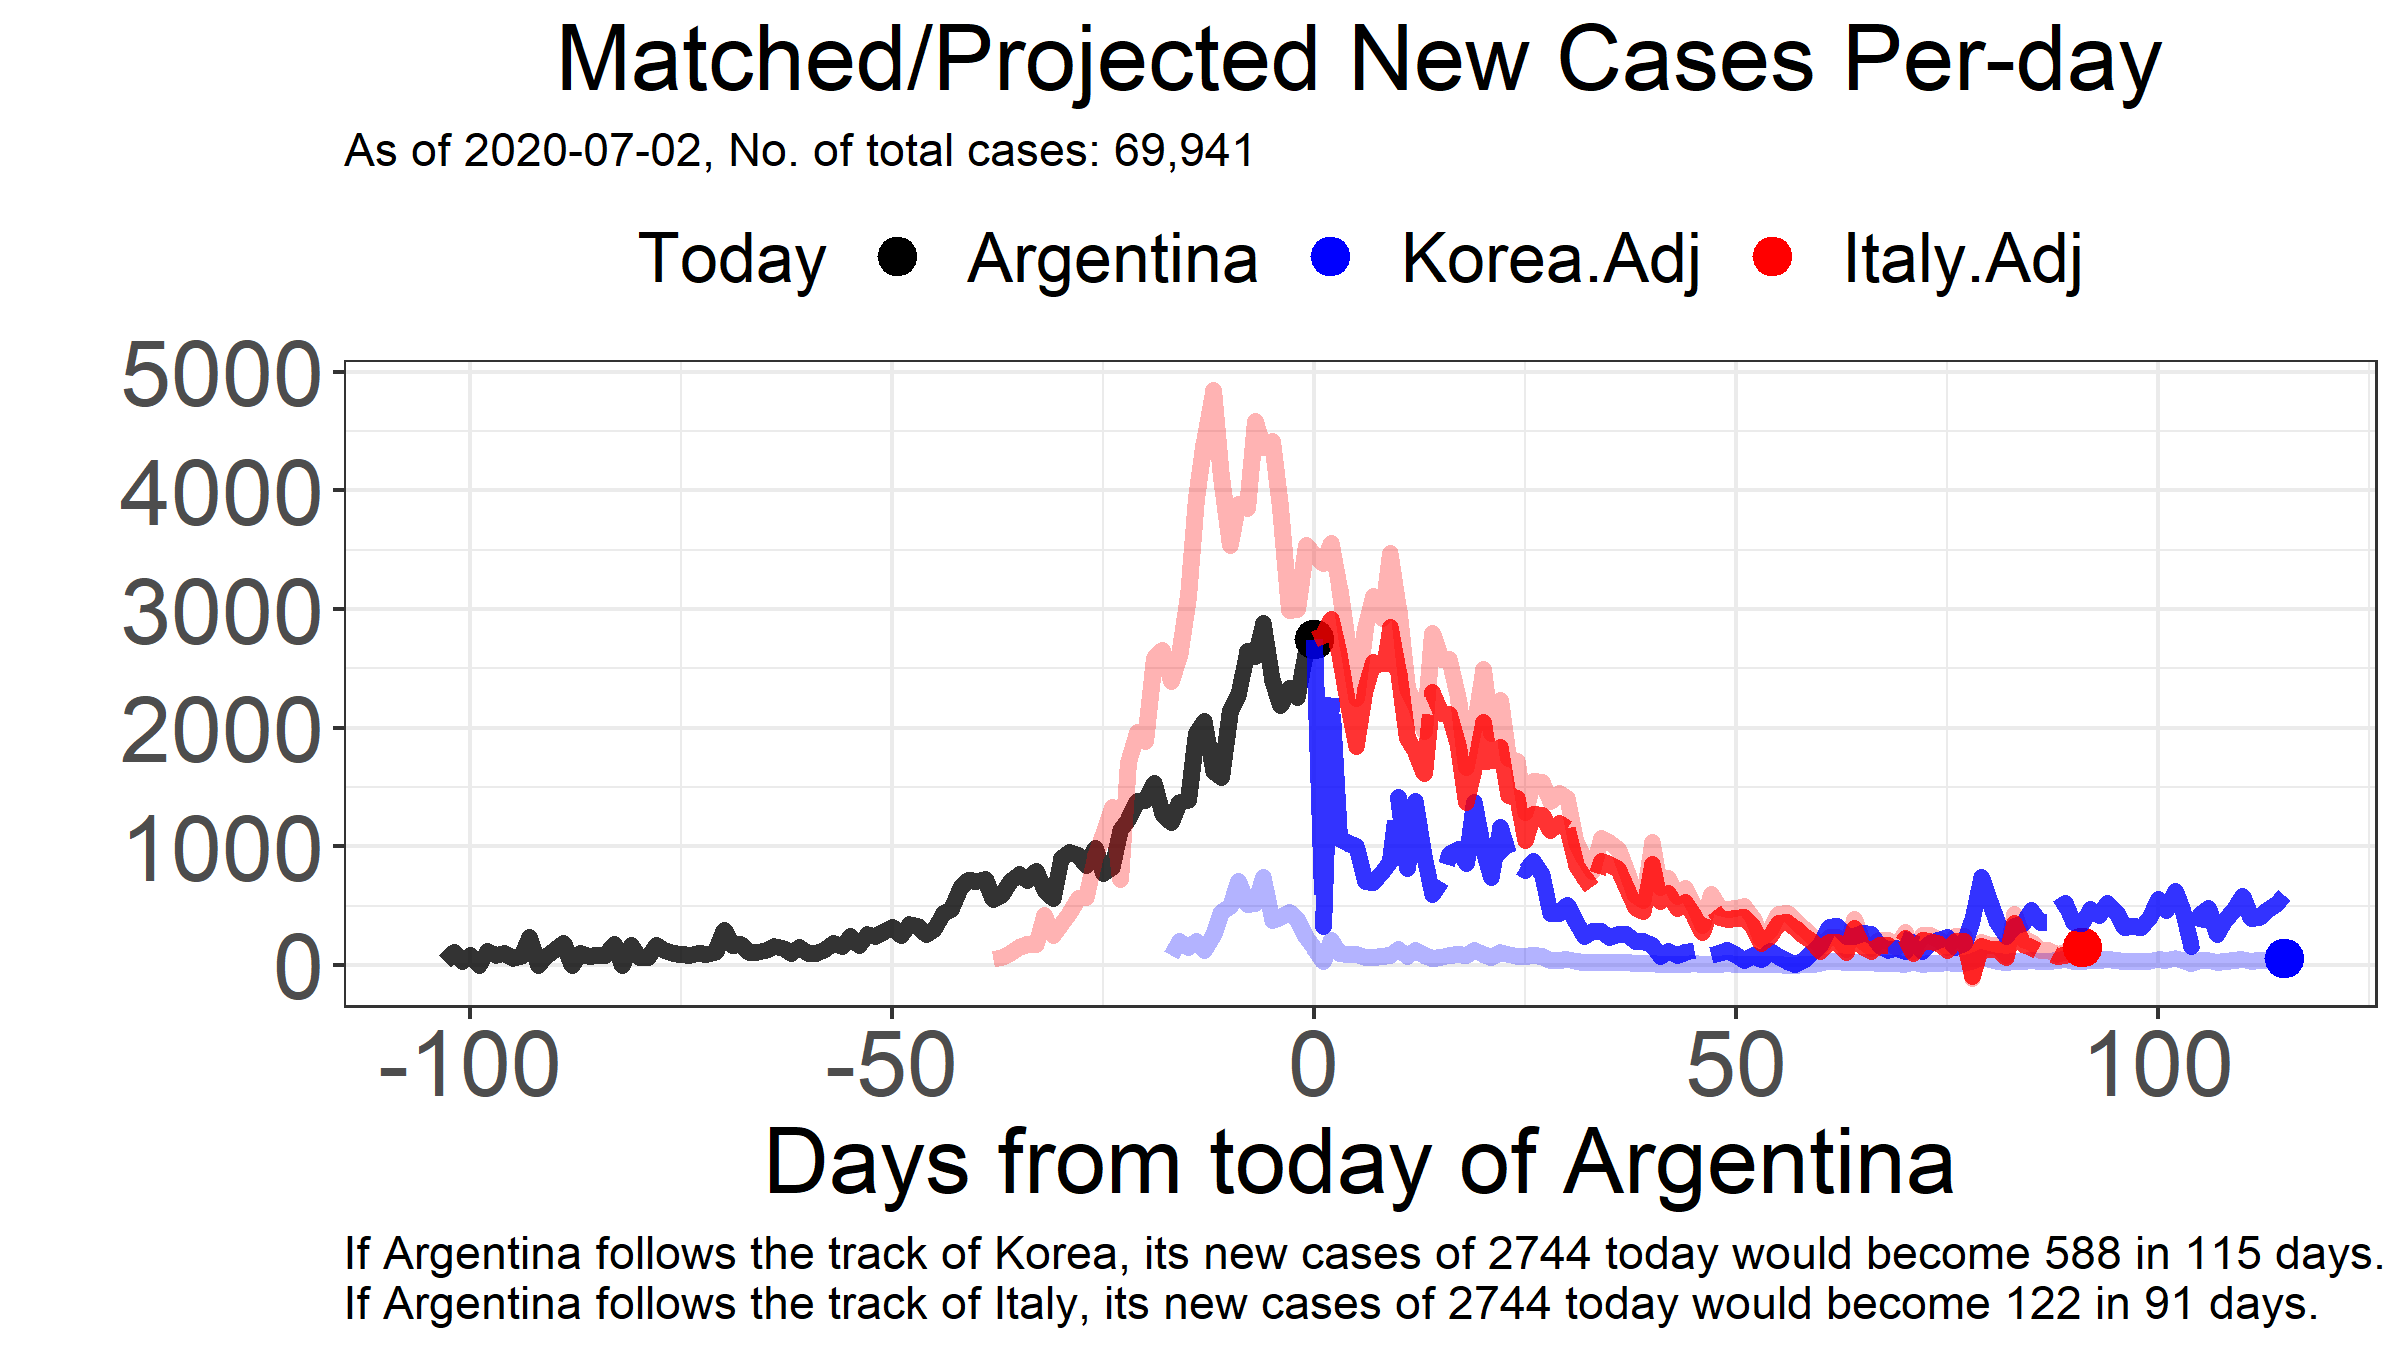 Matched/Projected New Cases Per-day
As of 2020-07-02, No. of total cases: 69,941
Today Argentina Korea.Adj Italy.Adj
5000
4000
3000
2000
1000
0
-100 -50 0 50 100
Days from today of Argentina
If Argentina follows the track of Korea, its new cases of 2744 today would become 588 in 115 days.
If Argentina follows the track of Italy, its new cases of 2744 today would become 122 in 91 days.